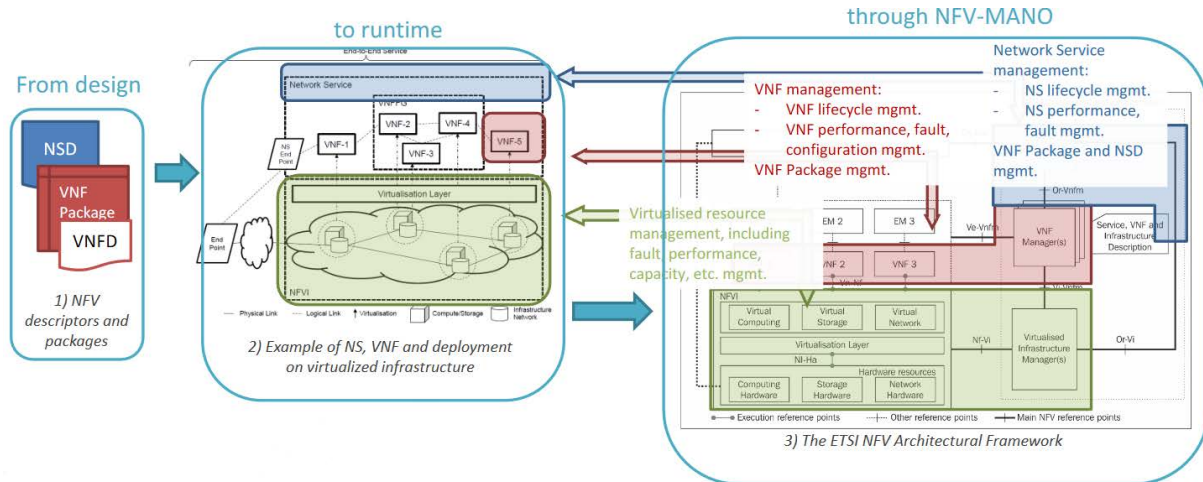 From design
NSD
VNF
Package
VNFD
1) NFV
descriptors and
packages
to runtime
End-to-End Service
Network Service
VNFFG
VNF-2
VNF-4
VNF-1
VNF-3
VNF-5
NS
End
Point
Virtualisation Layer
End
Point
NFVI
Physical Link
Logical Link
Virtualisation
Compute/Storage
Infrastructure
Network
2) Example of NS, VNF and deployment
on virtualized infrastructure
through NFV-MANO
Network Service
management:
- NS lifecycle mgmt.
- NS performance,
fault mgmt.
VNF Package and NSD
mgmt.
VNF management:
- VNF lifecycle mgmt.
- VNF performance, fault,
configuration mgmt.
VNF Package mgmt.
Virtualised resource
management, including
fault, performance,
capacity, etc. mgmt.
Or-Vnfm
EM 2
EM 3
Ve-Vnfm
VNF
Manager(s)
Service, VNF and
Infrastructure
Description
VNF 2
VNF 3
Vn-Nf
NFVI
Virtual
Computing
Virtual
Storage
Virtual
Network
Virtualisation Layer
Nf-Vi
Virtualised
Infrastructure
Manager(s)
Or-Vi
Hardware resources
Computing
Hardware
Storage
Hardware
Network
Hardware
Execution reference points
Other reference points
Main NFV reference points
3) The ETSI NFV Architectural Framework